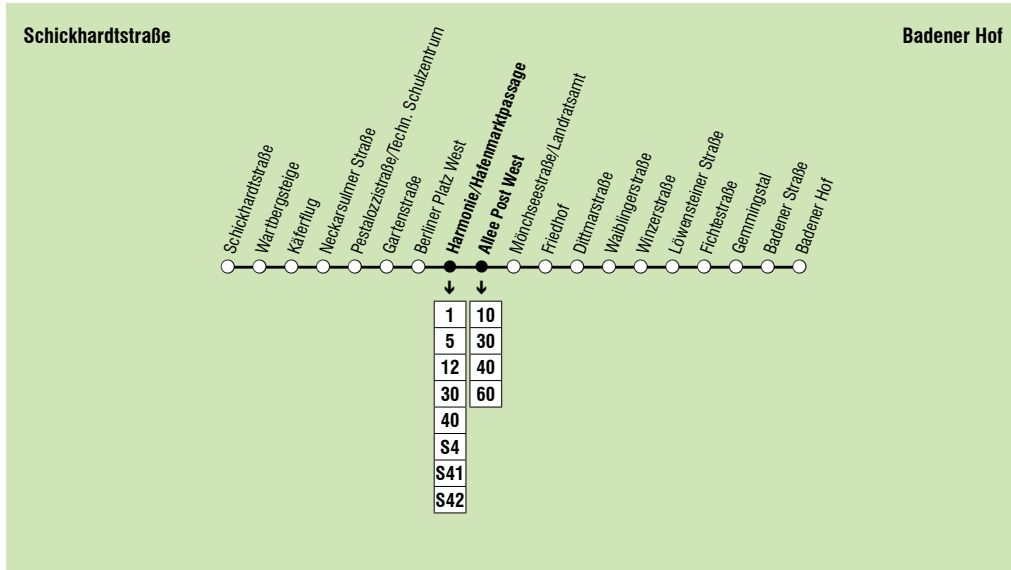 Schickhardtstraße
Badener Hof
Schickhardtstraße
Wartbergsteige
Käferflug
Neckarsulmer Straße
Pestalozzistraße/Techn. Schulzentrum
Gartenstraße
Berliner Platz West
Harmonie/Hafenmarktpassage
Allee Post West
Mönchseestraße/Landratsamt
Friedhof
Dittmarstraße
Waiblingerstraße
Winzerstraße
Löwensteiner Straße
Fichtestraße
Gemmingstal
Badener Straße
Badener Hof
1
5
12
30
40
S4
S41
S42
10
30
40
60